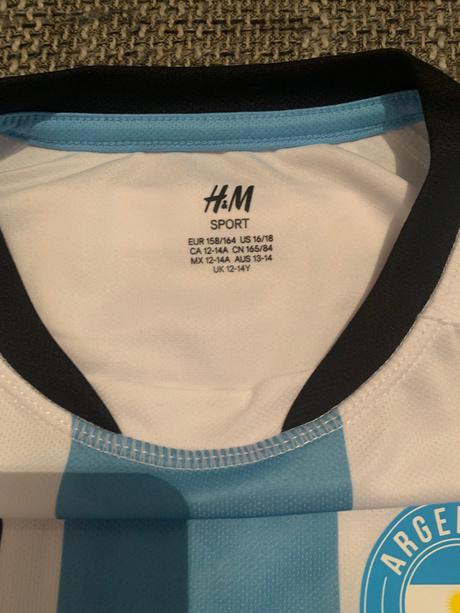 H&M
SPORT
EUR 158/164 US 16/18
CA 12-14A CN 165/84
MX 12-14A AUS 13-14
UK 12-14Y